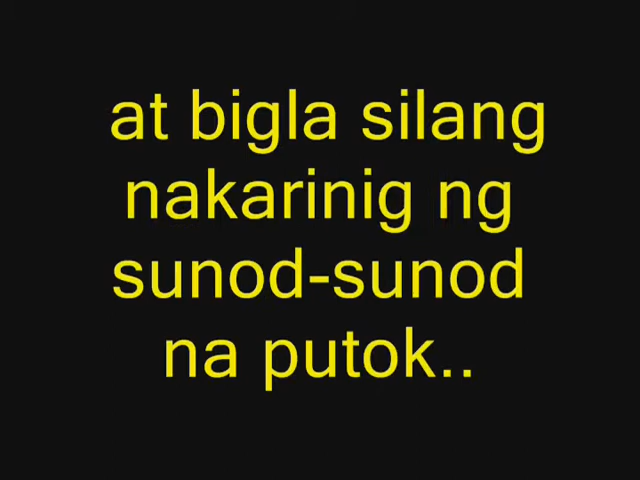 at bigla silang
nakarinig ng
sunod-sunod
na putok..